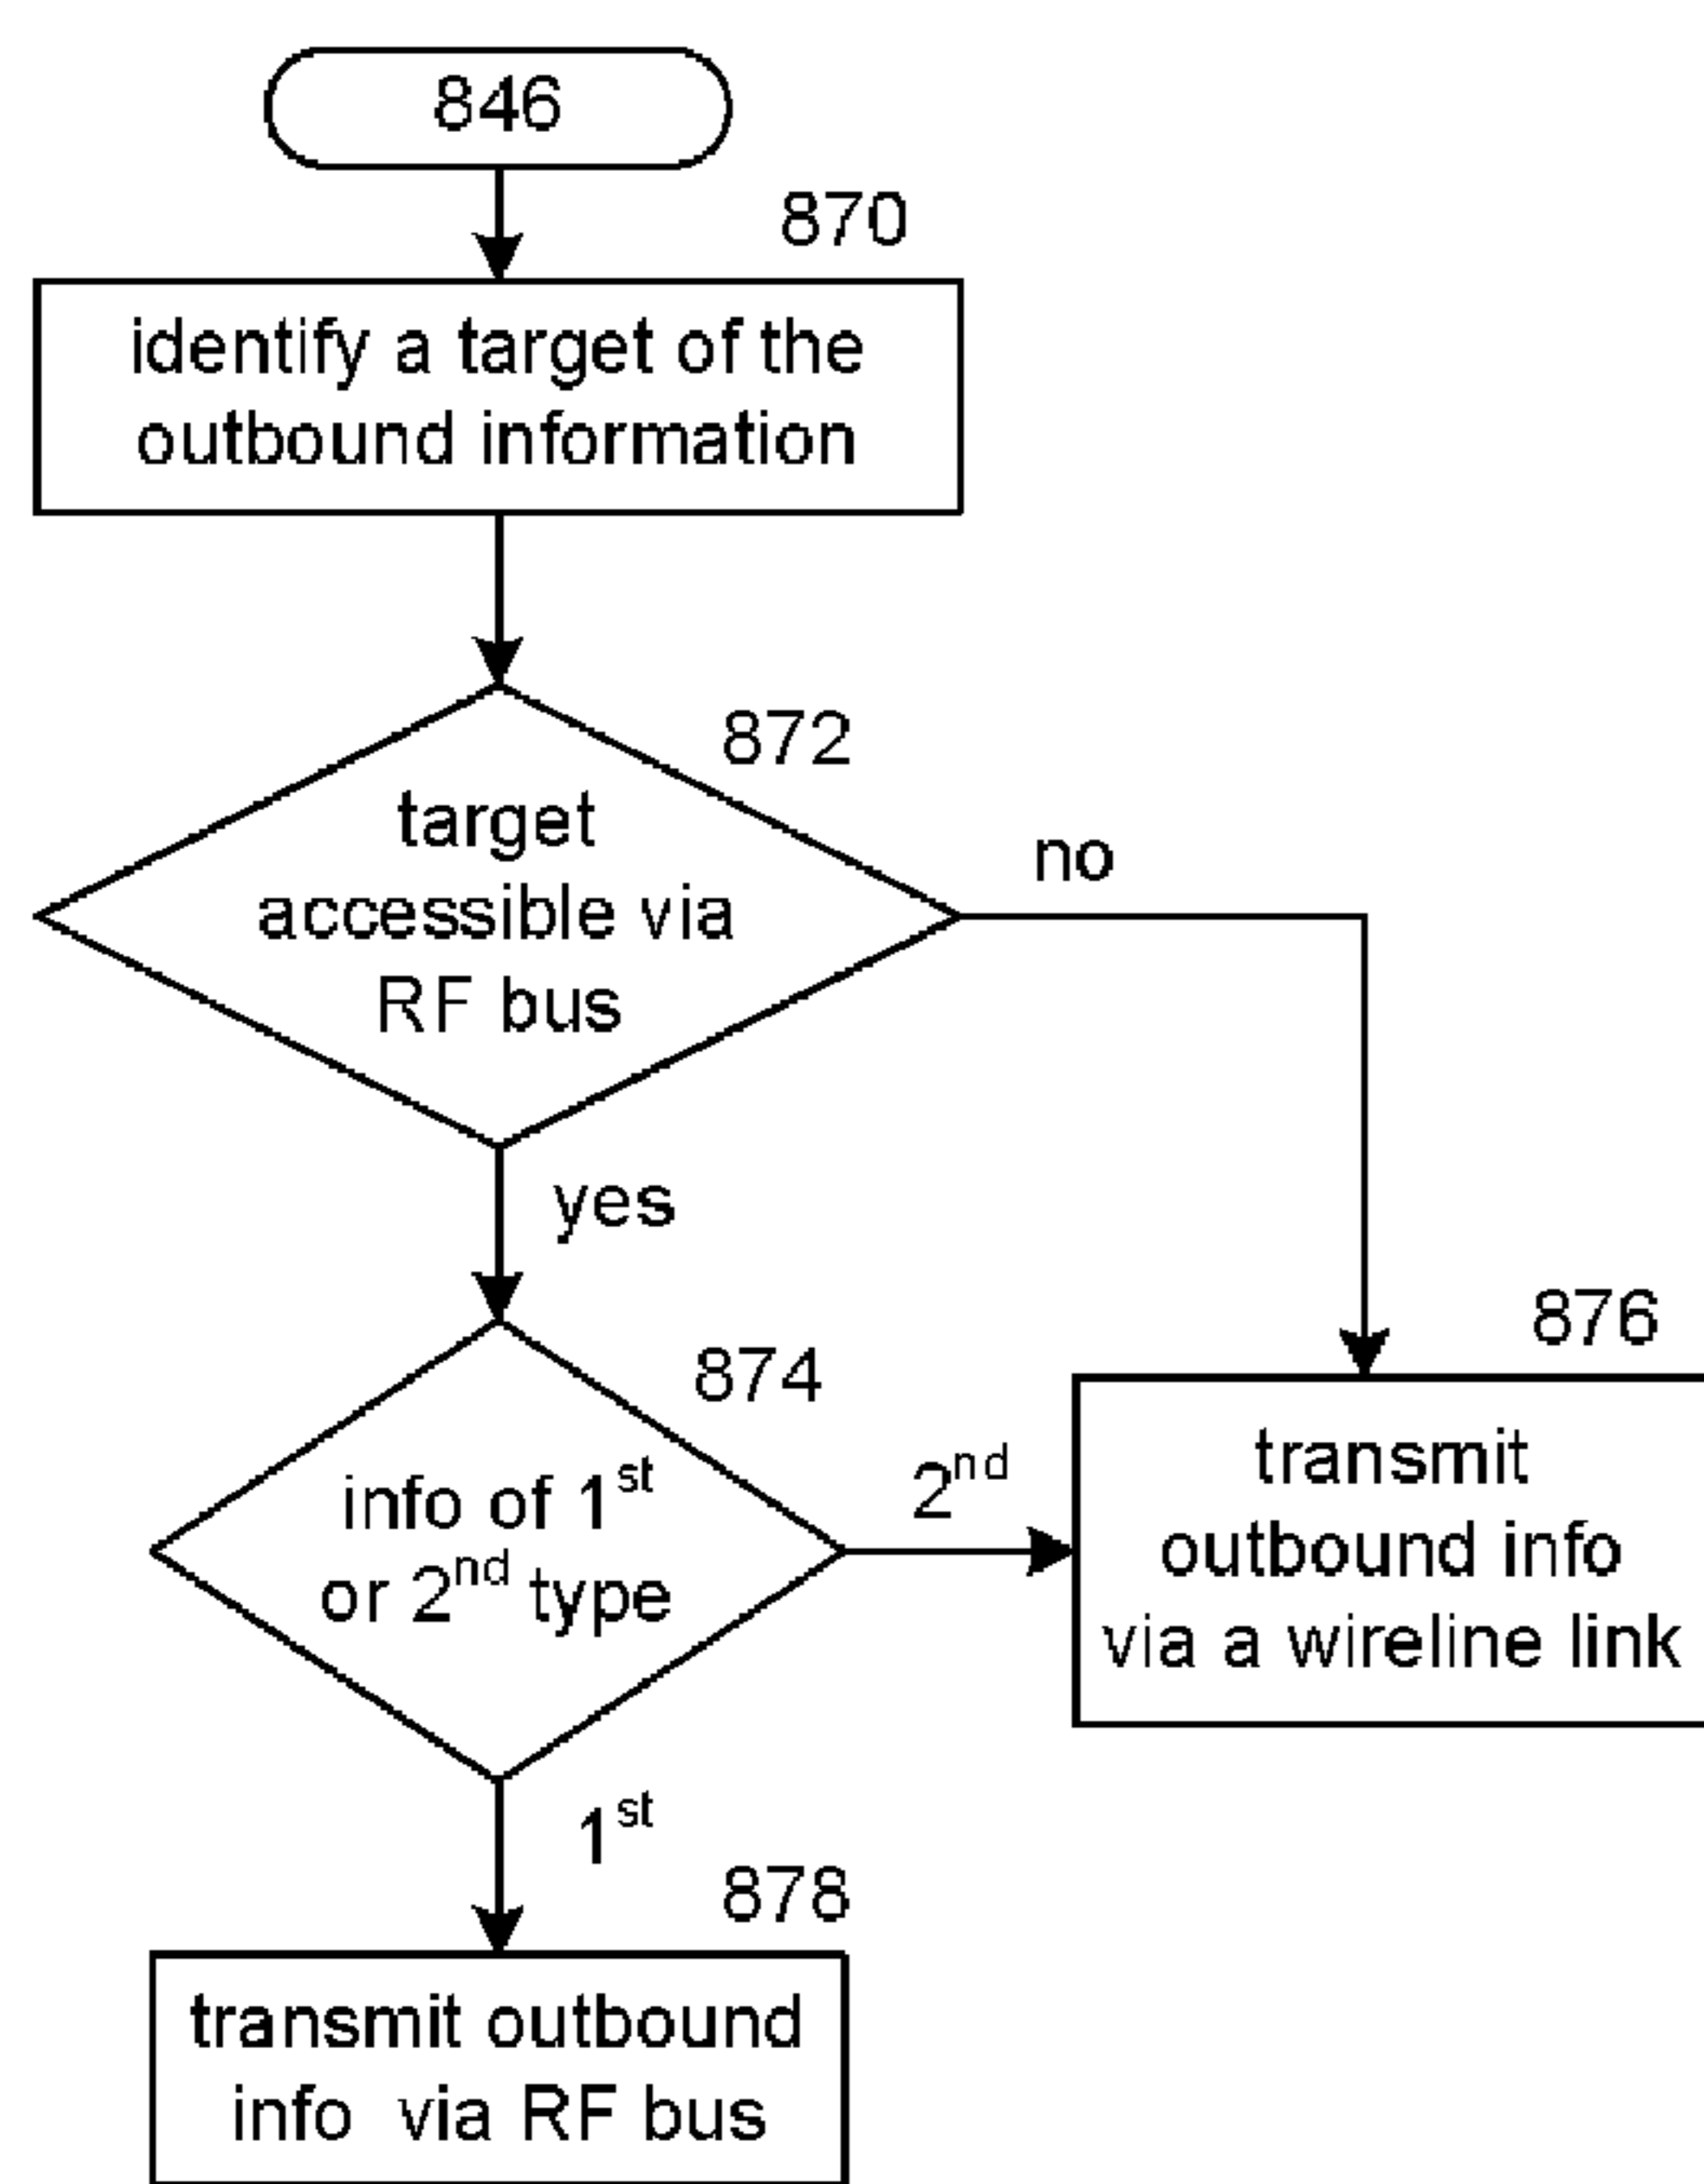 846
870
identify a target of the
outbound information
872
target
accessible via
RF bus
no
yes
876
874
transmit
outbound info
via a wireline link
info of 1st
or 2nd type
2nd
1st
878
transmit outbound
info via RF bus